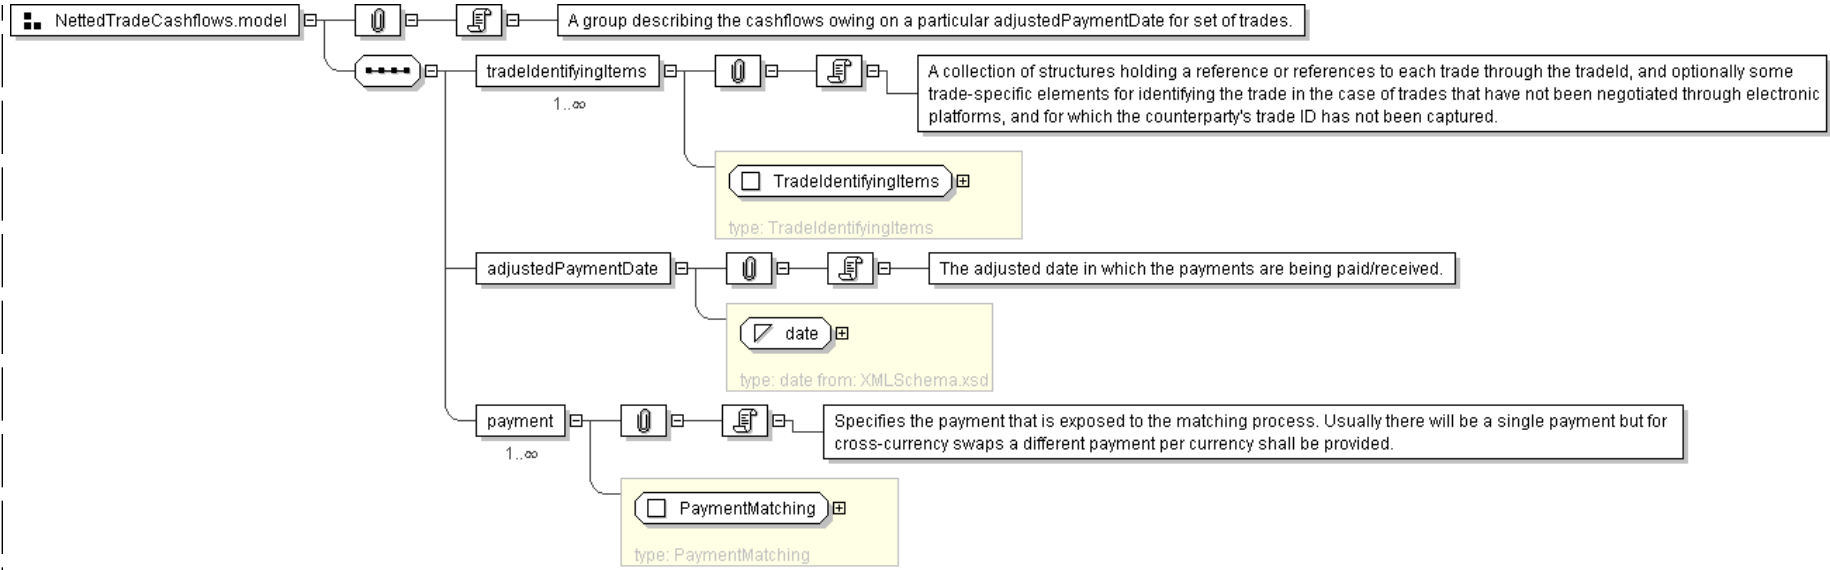 NettedTradeCashflows.model
A group describing the cashflows owing on a particular adjustedPaymentDate for set of trades.
tradeIdentifyingItems
1..∞
A collection of structures holding a reference or references to each trade through the tradeId, and optionally some
trade-specific elements for identifying the trade in the case of trades that have not been negotiated through electronic
platforms, and for which the counterparty's trade ID has not been captured.
TradeIdentifyingItems
type: TradeIdentifyingItems
adjustedPaymentDate
The adjusted date in which the payments are being paid/received.
date
type: date from: XMLSchema.xsd
payment
1..∞
Specifies the payment that is exposed to the matching process. Usually there will be a single payment but for
cross-currency swaps a different payment per currency shall be provided.
PaymentMatching
type: PaymentMatching